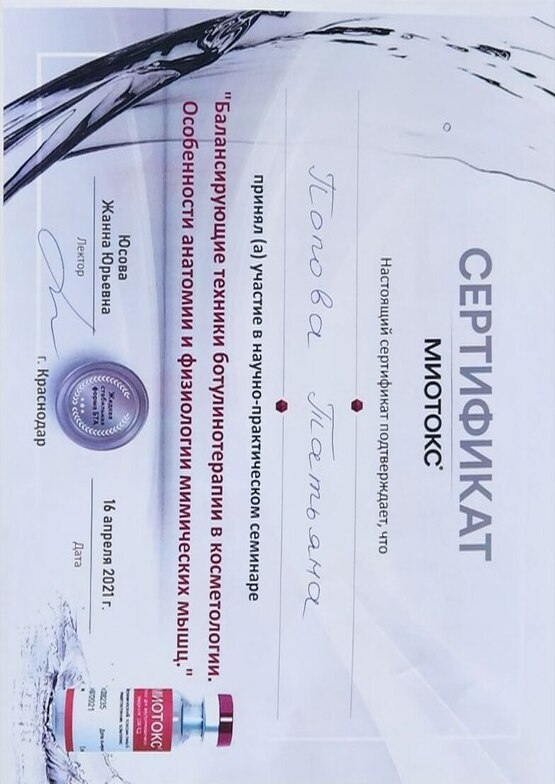 СЕРТИФИКАТ
МИОТОКС®
Настоящий сертификат подтверждает, что
Попова Татьяна
принял (а) участие в научно-практическом семинаре
"Балансирующие техники ботулинотерапии в косметологии.
Особенности анатомии и физиологии мимических мышц."
Юсова
Жанна Юрьевна
Лектор
Жидкая
стабильная
форма БТА
16 апреля 2021 г.
Дата
г. Краснодар
МИОТОКС®